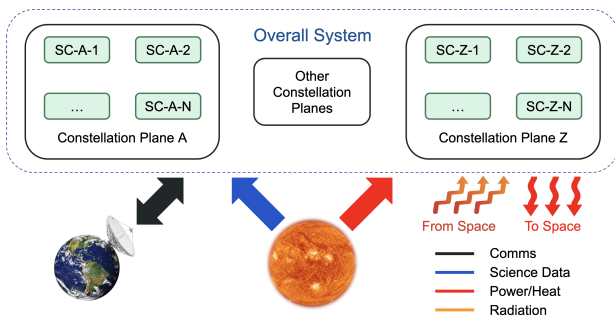 Overall System
SC-A-1
SC-A-2
…
SC-A-N
Constellation Plane A
Other
Constellation
Planes
SC-Z-1
SC-Z-2
…
SC-Z-N
Constellation Plane Z
From Space
To Space
Comms
Science Data
Power/Heat
Radiation